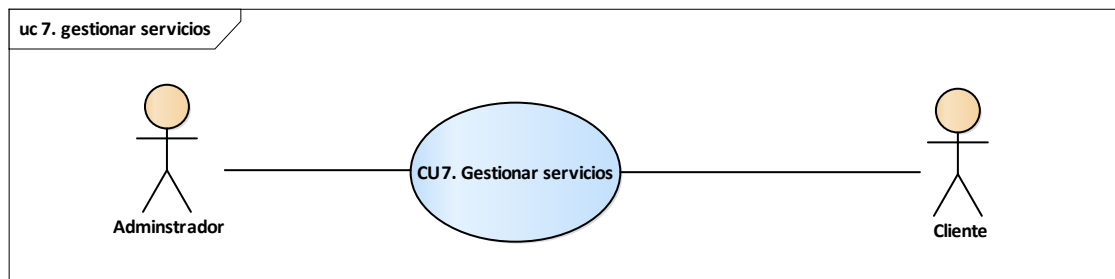 uc 7. gestionar servicios
CU7. Gestionar servicios
Adminstrador
Cliente